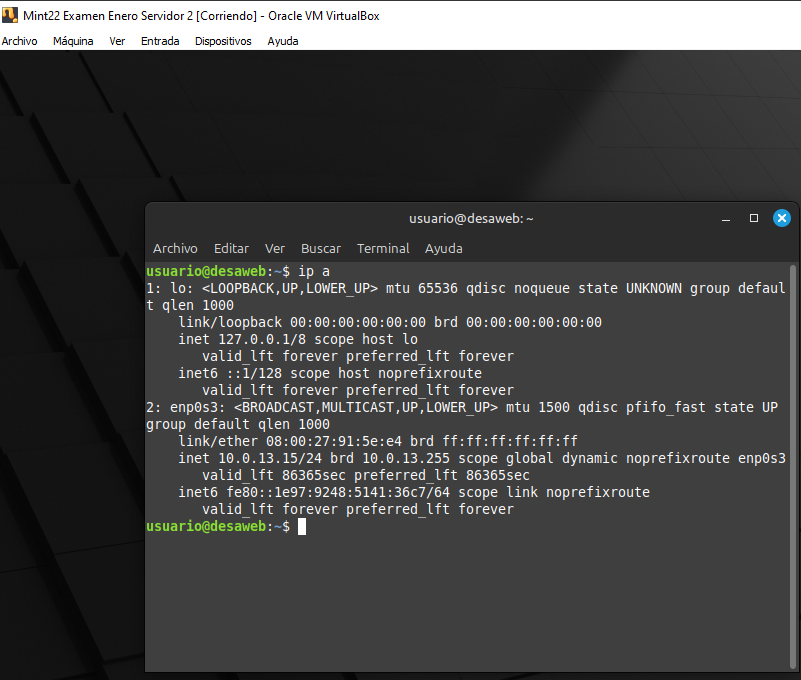 Mint22 Examen Enero Servidor 2 [Corriendo] - Oracle VM VirtualBox
Archivo Máquina Ver Entrada Dispositivos Ayuda
usuario@desaweb: ~
Archivo Editar Ver Buscar Terminal Ayuda
usuario@desaweb:~$ ip a
1: lo: <LOOPBACK,UP,LOWER_UP> mtu 65536 qdisc noqueue state UNKNOWN group defaul
t qlen 1000
    link/loopback 00:00:00:00:00:00 brd 00:00:00:00:00:00
    inet 127.0.0.1/8 scope host lo
       valid_lft forever preferred_lft forever
    inet6 ::1/128 scope host noprefixroute
       valid_lft forever preferred_lft forever
2: enp0s3: <BROADCAST,MULTICAST,UP,LOWER_UP> mtu 1500 qdisc pfifo_fast state UP
group default qlen 1000
    link/ether 08:00:27:91:5e:e4 brd ff:ff:ff:ff:ff:ff
    inet 10.0.13.15/24 brd 10.0.13.255 scope global dynamic noprefixroute enp0s3
       valid_lft 86365sec preferred_lft 86365sec
    inet6 fe80::1e97:9248:5141:36c7/64 scope link noprefixroute
       valid_lft forever preferred_lft forever
usuario@desaweb:~$